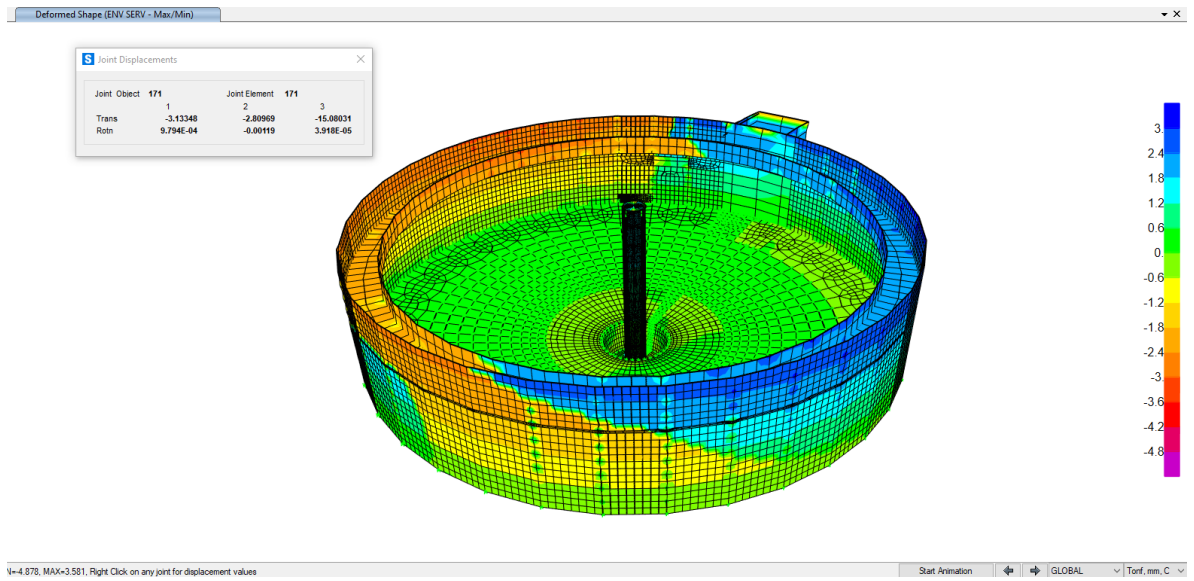 Deformed Shape (ENV SERV - Max/Min)
Joint Displacements
Joint Object 171 Joint Element 171
1 2 3
Trans -3.13348 -2.80969 -15.08031
Rotn 9.794E-04 -0.00119 3.918E-05
3.
2.4
1.8
1.2
0.6
0.
-0.6
-1.2
-1.8
-2.4
-3.
-3.6
-4.2
-4.8
N=-4.878, MAX=3.581, Right Click on any joint for displacement values
Start Animation
GLOBAL
Tonf, mm, C